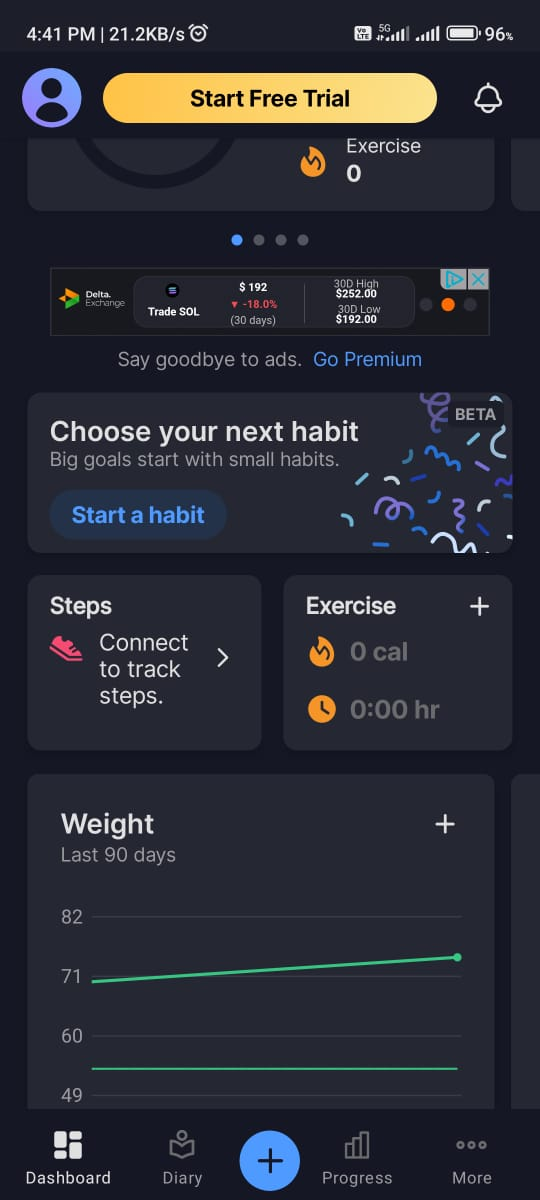 4:41 PM | 21.2KB/s
Vo LTE 5G 96%
Start Free Trial
Exercise
0
Delta. Exchange
Trade SOL
$ 192
▼ -18.0%
(30 days)
30D High
$252.00
30D Low
$192.00
Say goodbye to ads. Go Premium
BETA
Choose your next habit
Big goals start with small habits.
Start a habit
Steps
Connect
to track
steps.
Exercise +
0 cal
0:00 hr
Weight +
Last 90 days
82
71
60
49
Dashboard Diary + Progress More